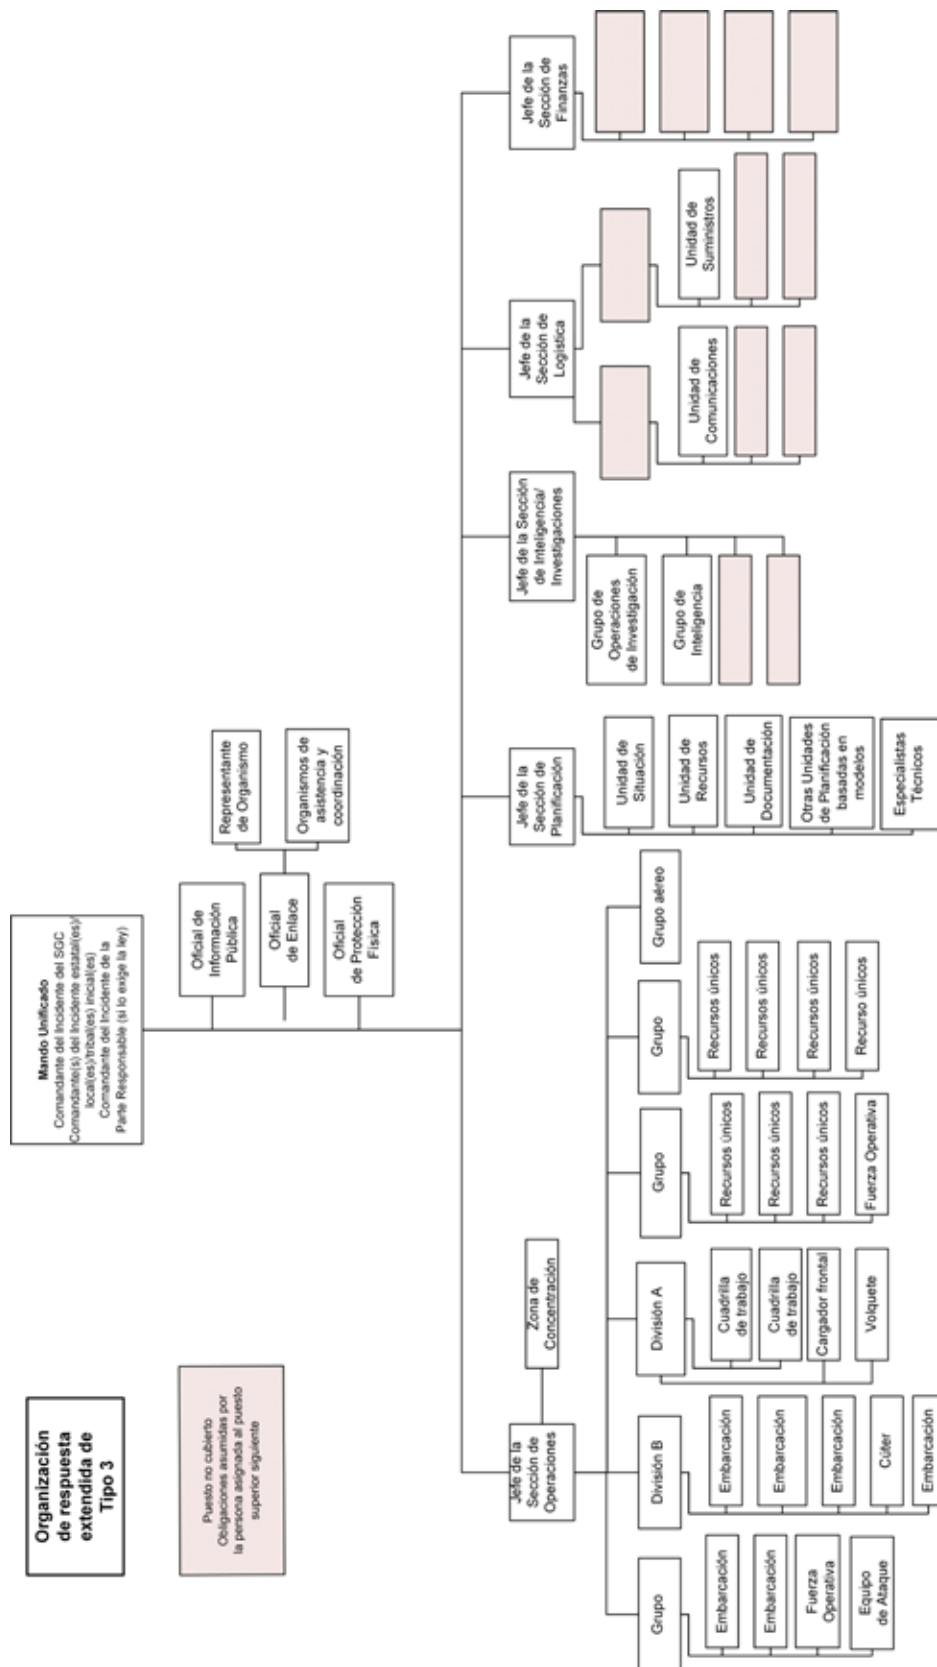 Organización
de respuesta
extendida de
Tipo 3
Puesto no cubierto
Obligaciones asumidas por
la persona asignada al puesto
superior siguiente
Mando Unificado
Comandante del Incidente del SGC
Comandante(s) del Incidente estatal(es)/
local(es)/tribal(es) inicial(es)
Comandante del Incidente de la
Parte Responsable (si lo exige la ley)
Oficial de
Información
Pública
Oficial
de Enlace
Representante
de Organismo
Organismos de
asistencia y
coordinación
Oficial
de Protección
Física
Jefe de la
Sección de
Operaciones
Zona de
Concentración
Jefe de la
Sección de
Planificación
Jefe de la Sección
de Inteligencia/
Investigaciones
Jefe de la
Sección de
Logística
Jefe de la
Sección de
Finanzas
Grupo
Embarcación
Embarcación
Fuerza
Operativa
Equipo
de Ataque
División B
Embarcación
Embarcación
Embarcación
Cúter
Embarcación
División A
Cuadrilla
de trabajo
Cuadrilla
de trabajo
Cargador frontal
Volquete
Grupo
Recursos únicos
Recursos únicos
Recursos únicos
Fuerza Operativa
Grupo
Recursos únicos
Recursos únicos
Recursos únicos
Recurso únicos
Grupo aéreo
Unidad de
Situación
Unidad de
Recursos
Unidad de
Documentación
Otras Unidades
de Planificación
basadas en
modelos
Especialistas
Técnicos
Grupo de
Operaciones
de Investigación
Grupo de
Inteligencia
Unidad de
Comunicaciones
Unidad de
Suministros